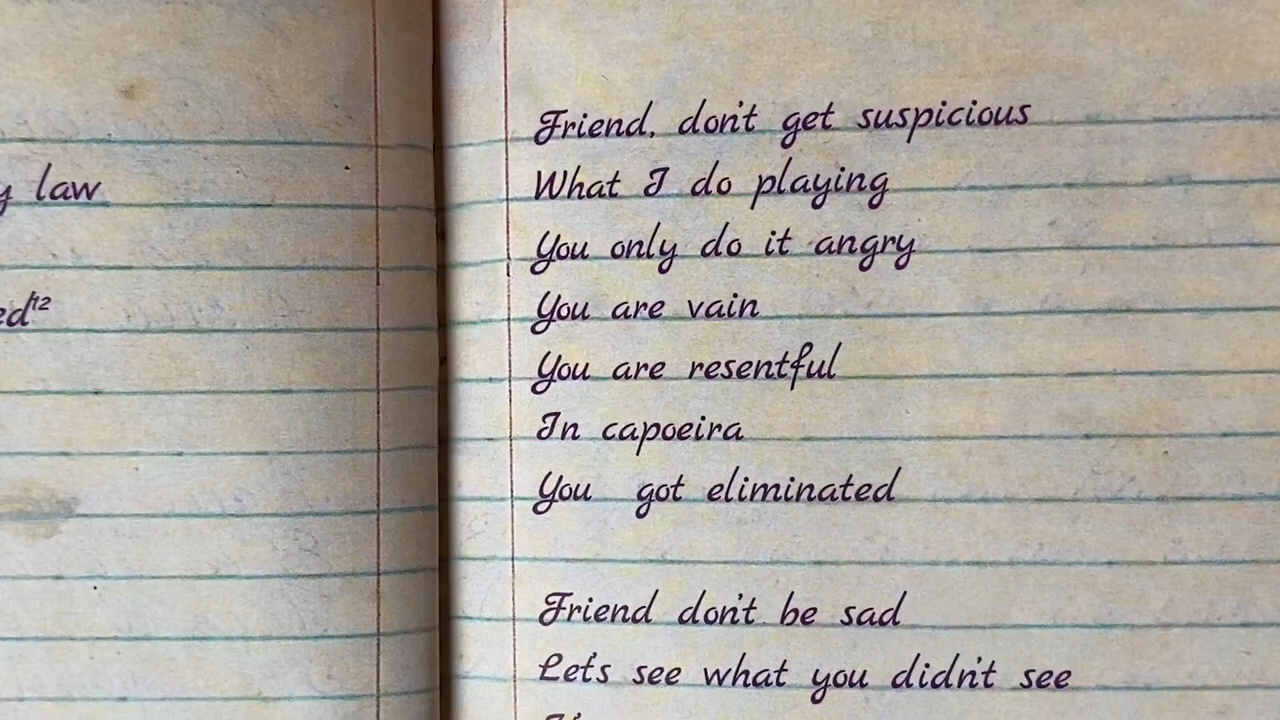 law
Friend, don't get suspicious
What I do playing
You only do it angry
You are vain
You are resentful
In capoeira
You got eliminated
Friend don't be sad
Let's see what you didn't see